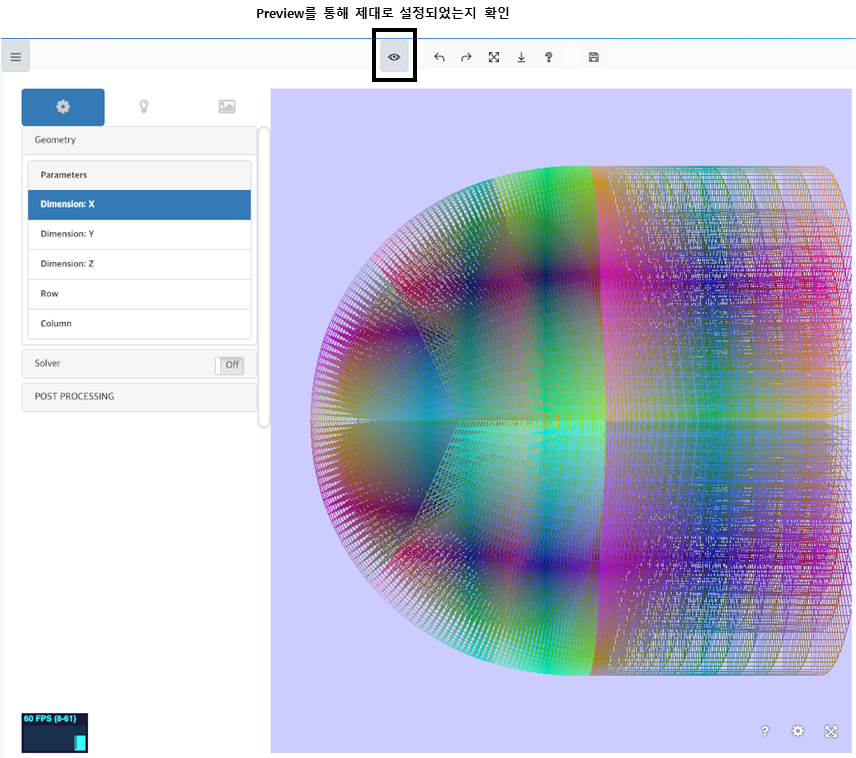 Preview를 통해 제대로 설정되었는지 확인
Geometry
Parameters
Dimension: X
Dimension: Y
Dimension: Z
Row
Column
Solver
Off
POST PROCESSING
60 FPS (8-61)